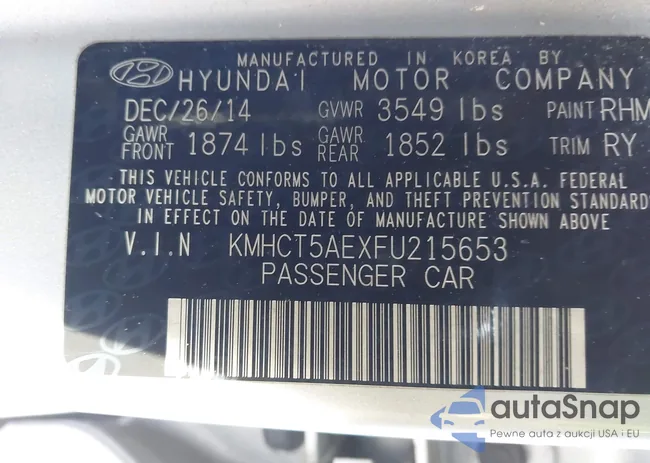 MANUFACTURED IN KOREA BY
HYUNDAI MOTOR COMPANY
DEC/26/14 GVWR 3549 lbs PAINT RHM
GAWR FRONT 1874 lbs GAWR REAR 1852 lbs TRIM RY
THIS VEHICLE CONFORMS TO ALL APPLICABLE U.S.A. FEDERAL
MOTOR VEHICLE SAFETY, BUMPER, AND THEFT PREVENTION STANDARDS
IN EFFECT ON THE DATE OF MANUFACTURE SHOWN ABOVE
V.I.N KMHCT5AEXFU215653
PASSENGER CAR
autoSnap
Pewne auta z aukcji USA i EU